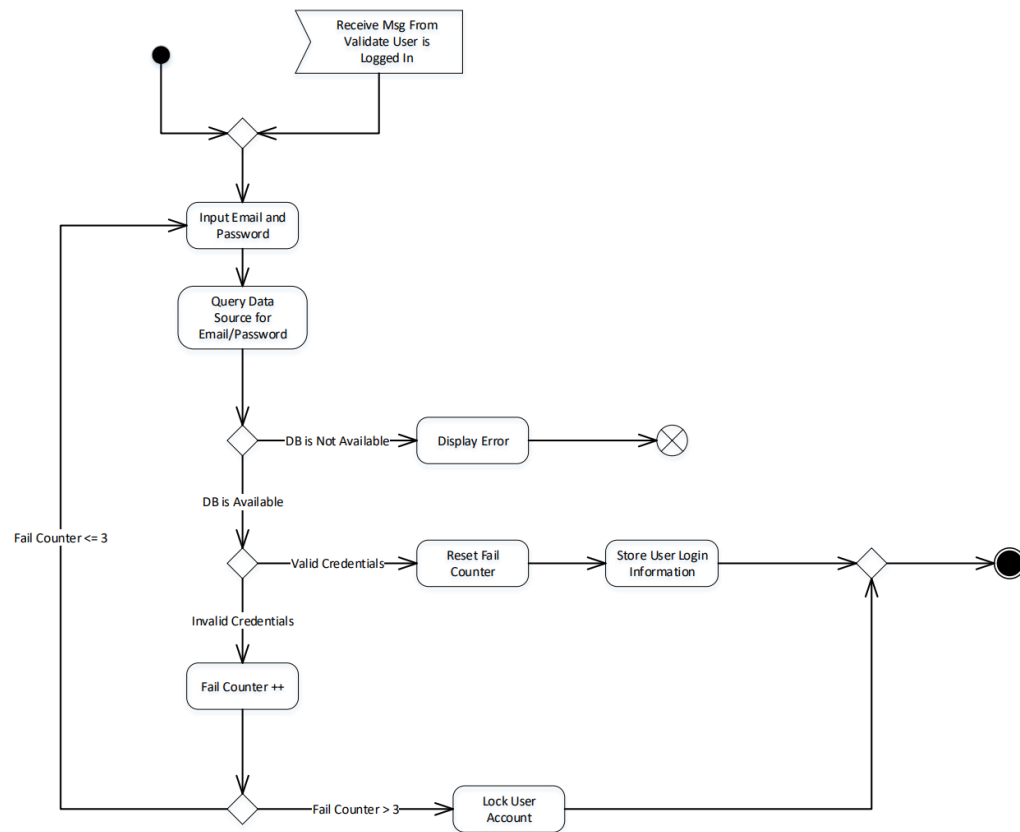 Receive Msg From
Validate User is
Logged In
Input Email and
Password
Query Data
Source for
Email/Password
DB is Not Available
Display Error
DB is Available
Fail Counter <= 3
Valid Credentials
Reset Fail
Counter
Store User Login
Information
Invalid Credentials
Fail Counter ++
Fail Counter > 3
Lock User
Account